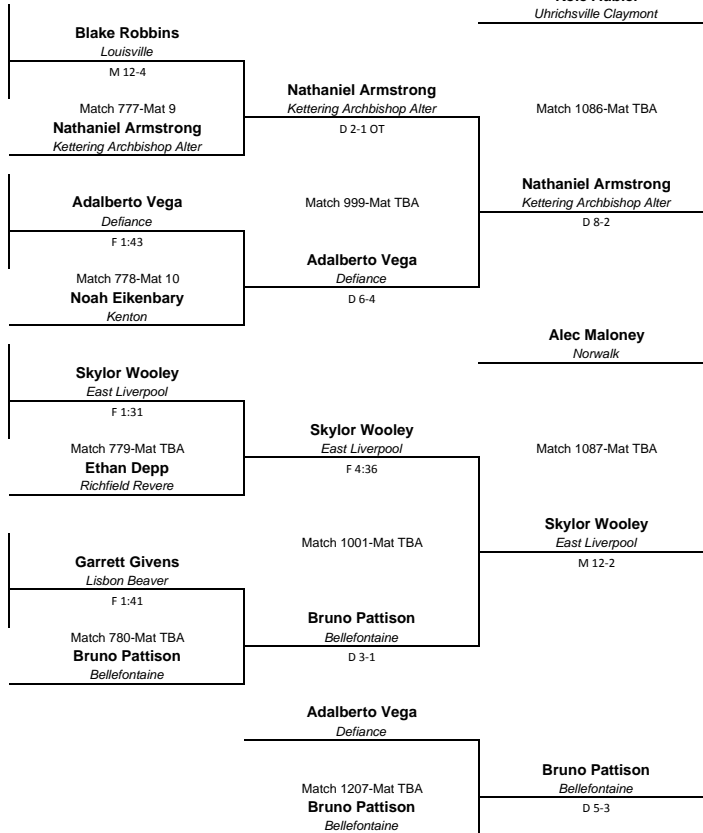 Uhrichsville Claymont
Blake Robbins
Louisville
M 12-4
Match 777-Mat 9
Nathaniel Armstrong
Kettering Archbishop Alter
Nathaniel Armstrong
Kettering Archbishop Alter
D 2-1 OT
Match 1086-Mat TBA
Adalberto Vega
Defiance
F 1:43
Match 778-Mat 10
Noah Eikenbary
Kenton
Match 999-Mat TBA
Adalberto Vega
Defiance
D 6-4
Nathaniel Armstrong
Kettering Archbishop Alter
D 8-2
Alec Maloney
Norwalk
Skylor Wooley
East Liverpool
F 1:31
Match 779-Mat TBA
Ethan Depp
Richfield Revere
Skylor Wooley
East Liverpool
F 4:36
Match 1087-Mat TBA
Garrett Givens
Lisbon Beaver
F 1:41
Match 780-Mat TBA
Bruno Pattison
Bellefontaine
Match 1001-Mat TBA
Bruno Pattison
Bellefontaine
D 3-1
Skylor Wooley
East Liverpool
M 12-2
Adalberto Vega
Defiance
Match 1207-Mat TBA
Bruno Pattison
Bellefontaine
Bruno Pattison
Bellefontaine
D 5-3